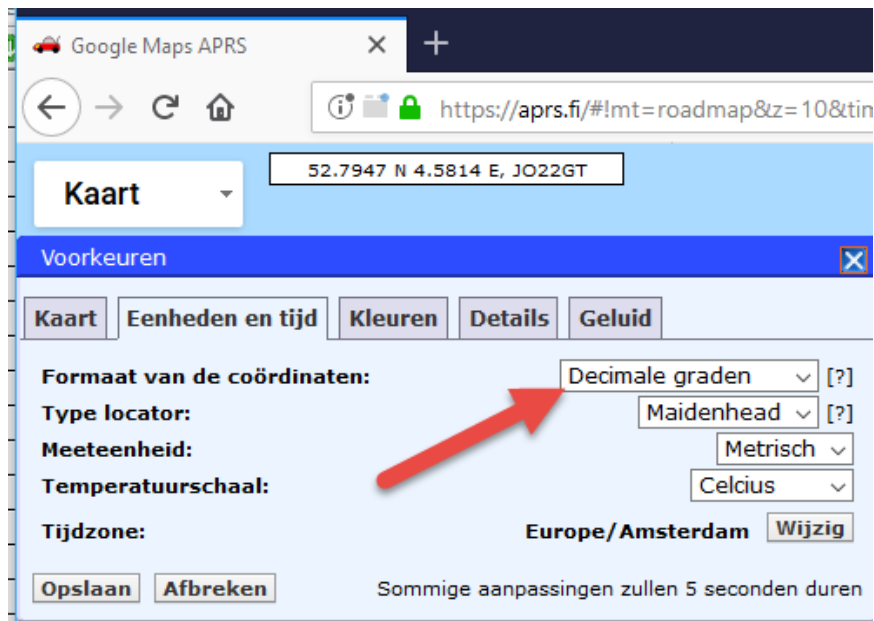 Google Maps APRS
https://aprs.fi/#!mt=roadmap&z=10&tim
52.7947 N 4.5814 E, JO22GT
Kaart
Voorkeuren
Kaart Eenheden en tijd Kleuren Details Geluid
Formaat van de coördinaten: Decimale graden [?]
Type locator: Maidenhead [?]
Meeteenheid: Metrisch
Temperatuurschaal: Celcius
Tijdzone: Europe/Amsterdam Wijzig
Opslaan Afbreken Sommige aanpassingen zullen 5 seconden duren